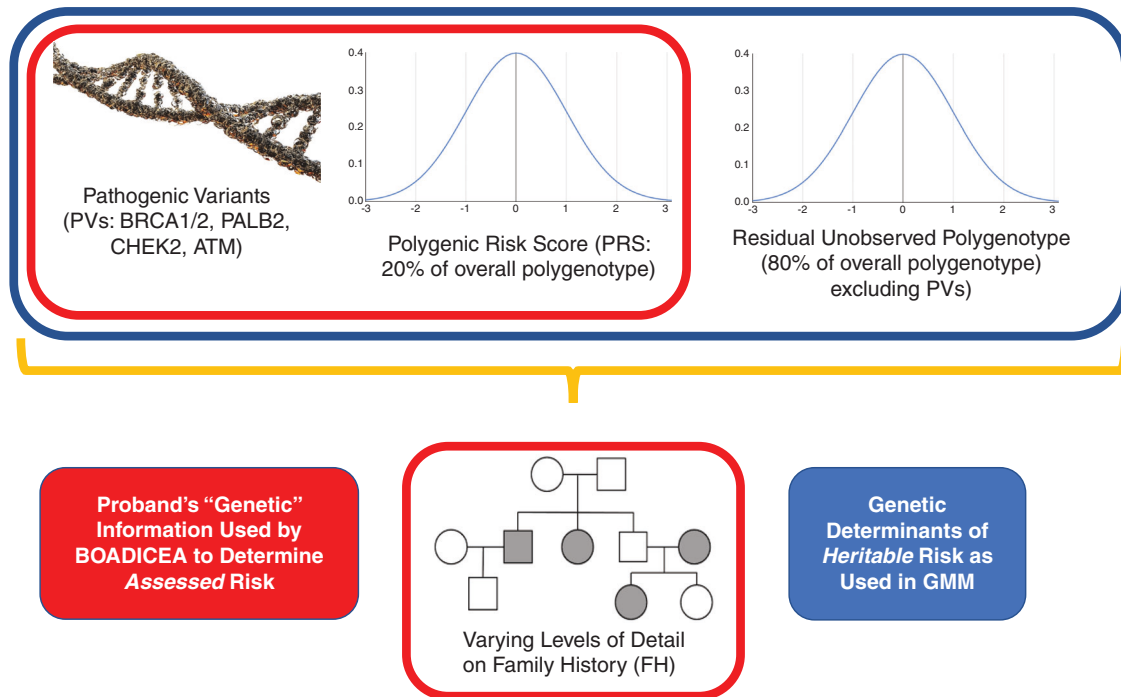 0.4
0.3
0.2
0.1
0.0
-3
-2
-1
0
1
2
3
0.4
0.3
0.2
0.1
0.0
-3
-2
-1
0
1
2
3
Pathogenic Variants
(PVs: BRCA1/2, PALB2,
CHEK2, ATM)
Polygenic Risk Score (PRS:
20% of overall polygenotype)
Residual Unobserved Polygenotype
(80% of overall polygenotype)
excluding PVs)
Proband’s “Genetic”
Information Used by
BOADICEA to Determine
Assessed Risk
Varying Levels of Detail
on Family History (FH)
Genetic
Determinants of
Heritable Risk as
Used in GMM